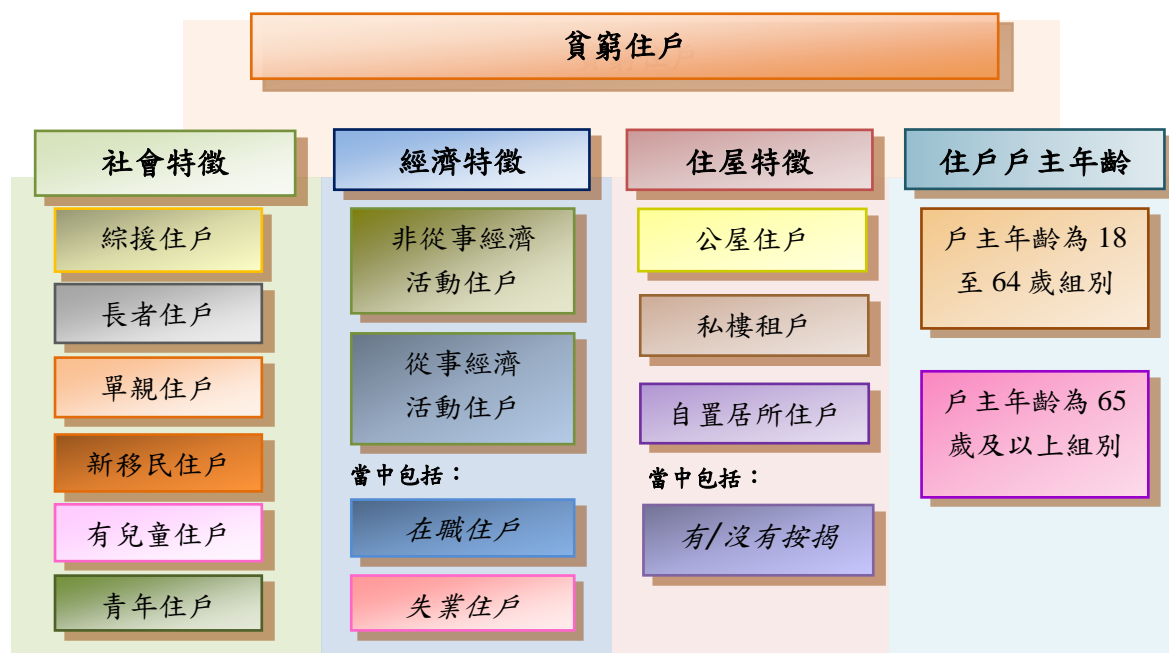 貧窮住戶
社會特徵
綜援住戶
長者住戶
單親住戶
新移民住戶
有兒童住戶
青年住戶
經濟特徵
非從事經濟
活動住戶
從事經濟
活動住戶
當中包括：
在職住戶
失業住戶
住屋特徵
公屋住戶
私樓租戶
自置居所住戶
當中包括：
有/沒有按揭
住戶戶主年齡
戶主年齡為 18
至 64 歲組別
戶主年齡為 65
歲及以上組別